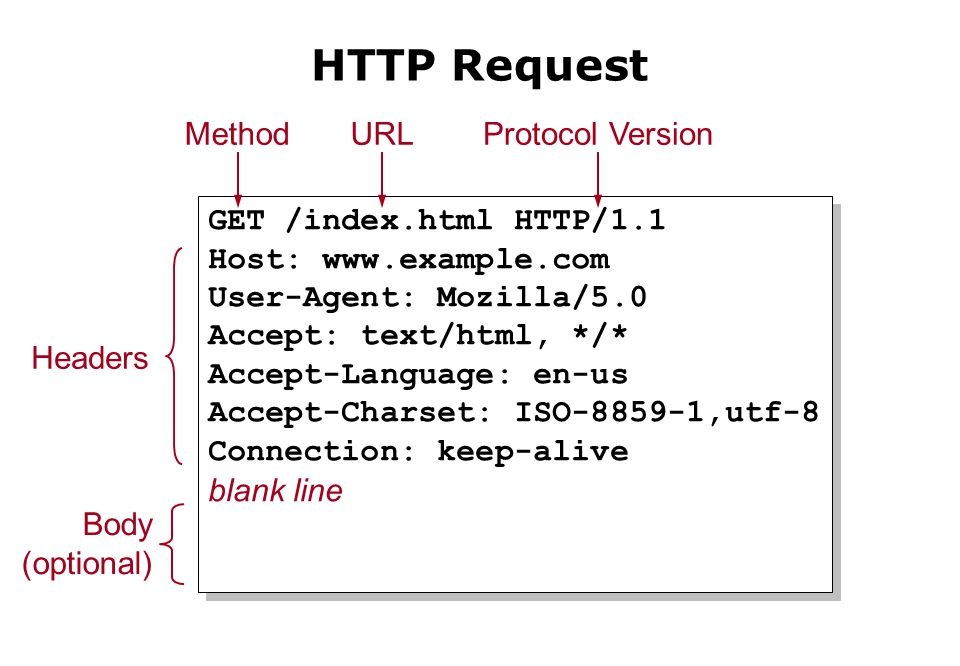 HTTP Request
Method URL Protocol Version
GET /index.html HTTP/1.1
Host: www.example.com
User-Agent: Mozilla/5.0
Accept: text/html, */*
Headers
Accept-Language: en-us
Accept-Charset: ISO-8859-1,utf-8
Connection: keep-alive
blank line
Body
(optional)